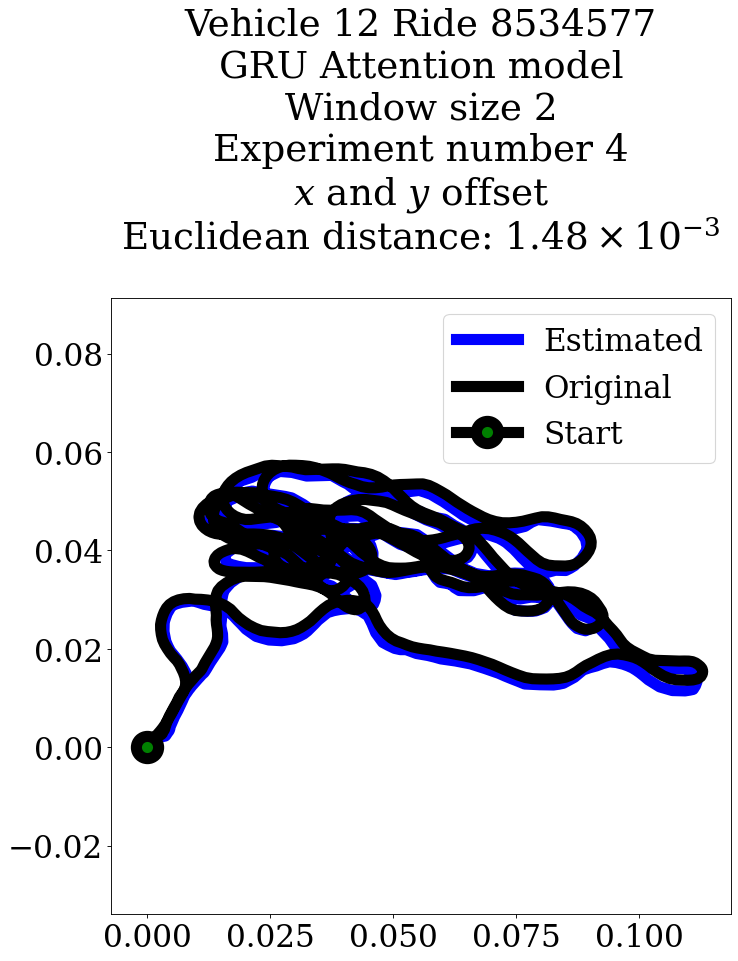 Vehicle 12 Ride 8534577
GRU Attention model
Window size 2
Experiment number 4
x and y offset
Euclidean distance: 1.48 × 10⁻³
Estimated
Original
Start
0.08
0.06
0.04
0.02
0.00
−0.02
0.000 0.025 0.050 0.075 0.100